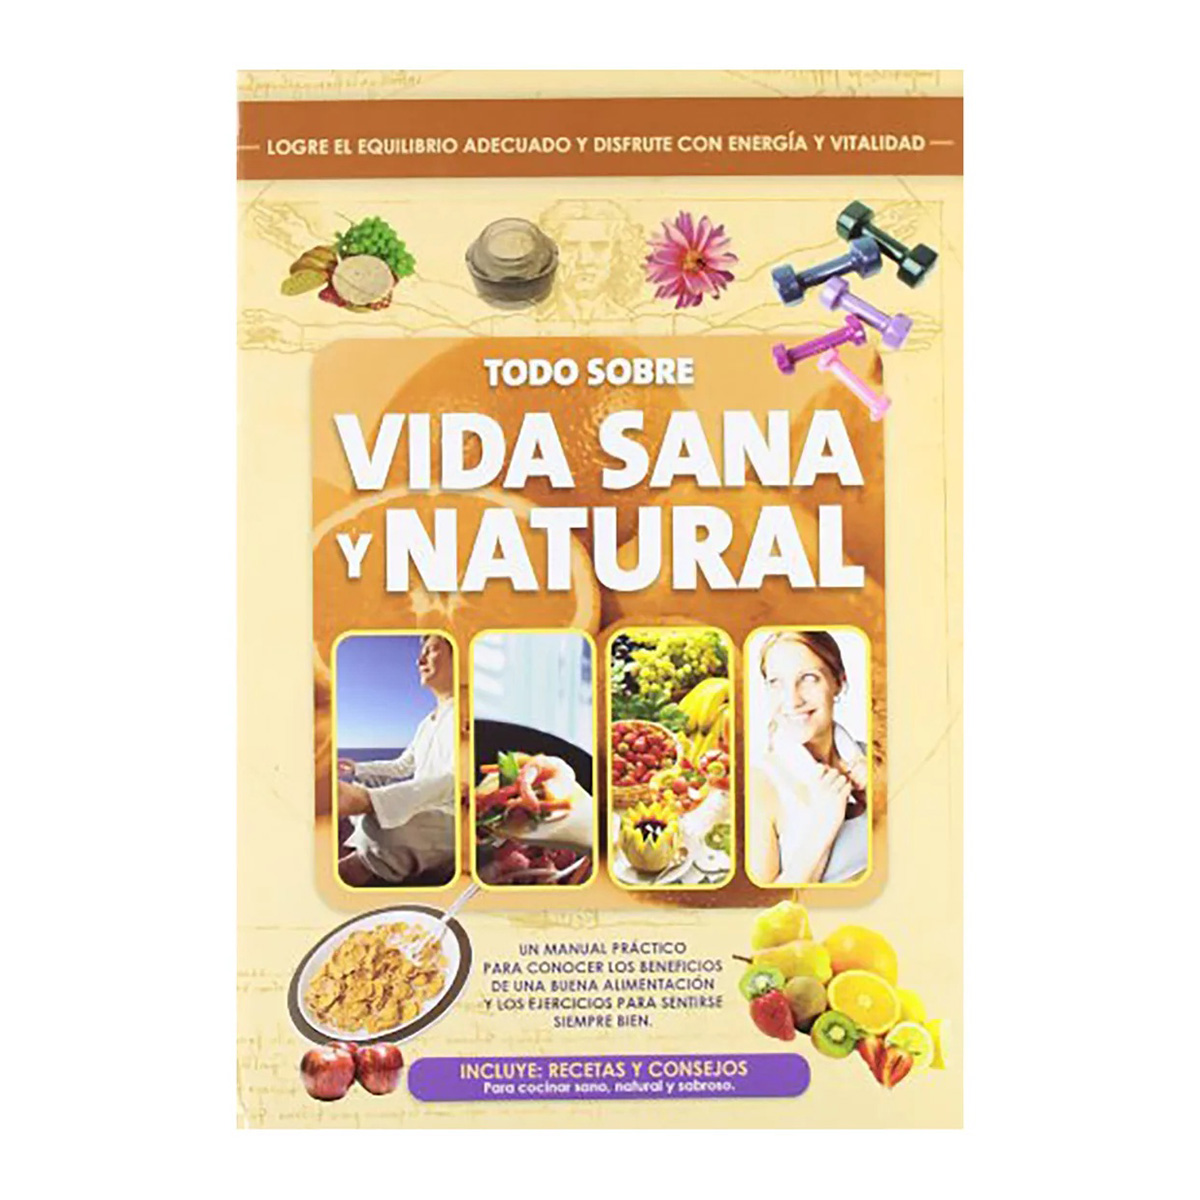 LOGRE EL EQUILIBRIO ADECUADO Y DISFRUTE CON ENERGÍA Y VITALIDAD
TODO SOBRE
VIDA SANA
Y NATURAL
UN MANUAL PRÁCTICO
PARA CONOCER LOS BENEFICIOS
DE UNA BUENA ALIMENTACIÓN
Y LOS EJERCICIOS PARA SENTIRSE
SIEMPRE BIEN.
INCLUYE: RECETAS Y CONSEJOS
Para cocinar sano, natural y sabroso.